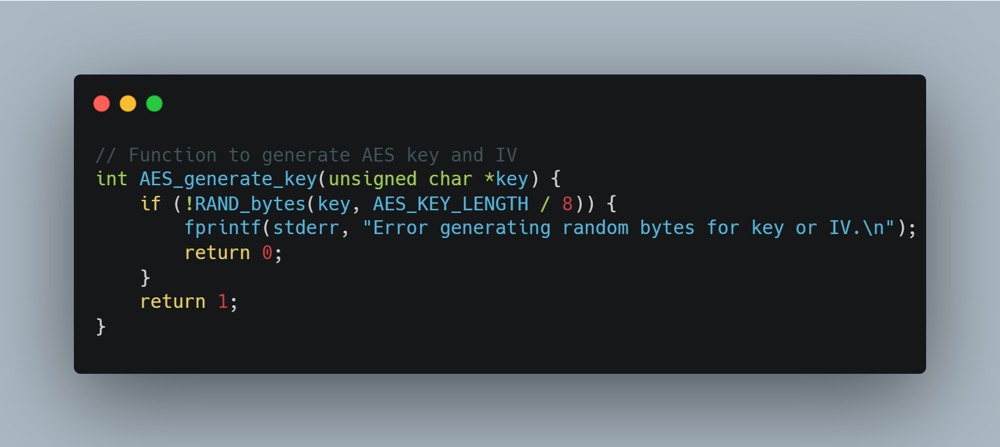 // Function to generate AES key and IV
int AES_generate_key(unsigned char *key) {
    if (!RAND_bytes(key, AES_KEY_LENGTH / 8)) {
        fprintf(stderr, "Error generating random bytes for key or IV.\n");
        return 0;
    }
    return 1;
}